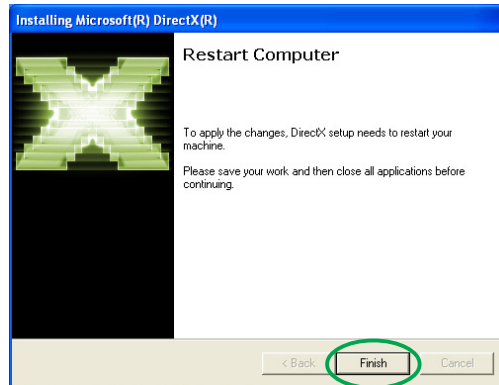 Installing Microsoft(R) DirectX(R)
Restart Computer
To apply the changes, DirectX setup needs to restart your
machine.
Please save your work and then close all applications before
continuing.
< Back
Finish
Cancel